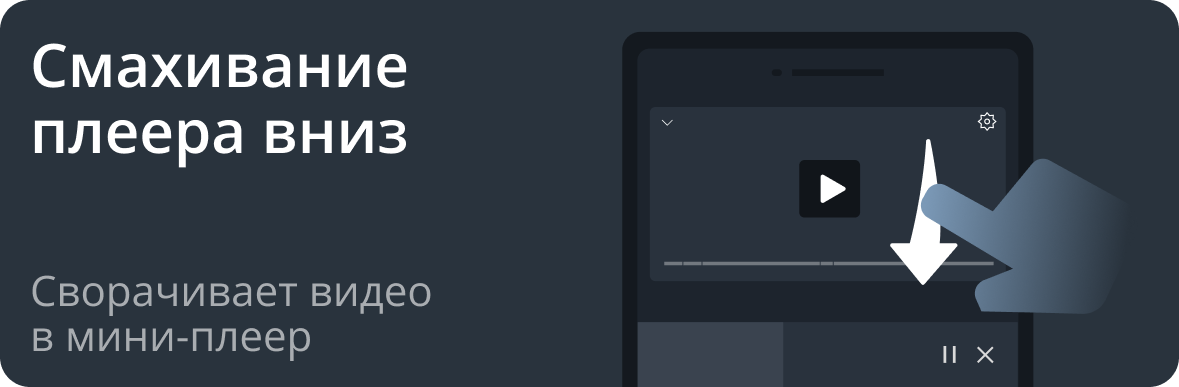 Смахивание
плеера вниз
Сворачивает видео
в мини-плеер